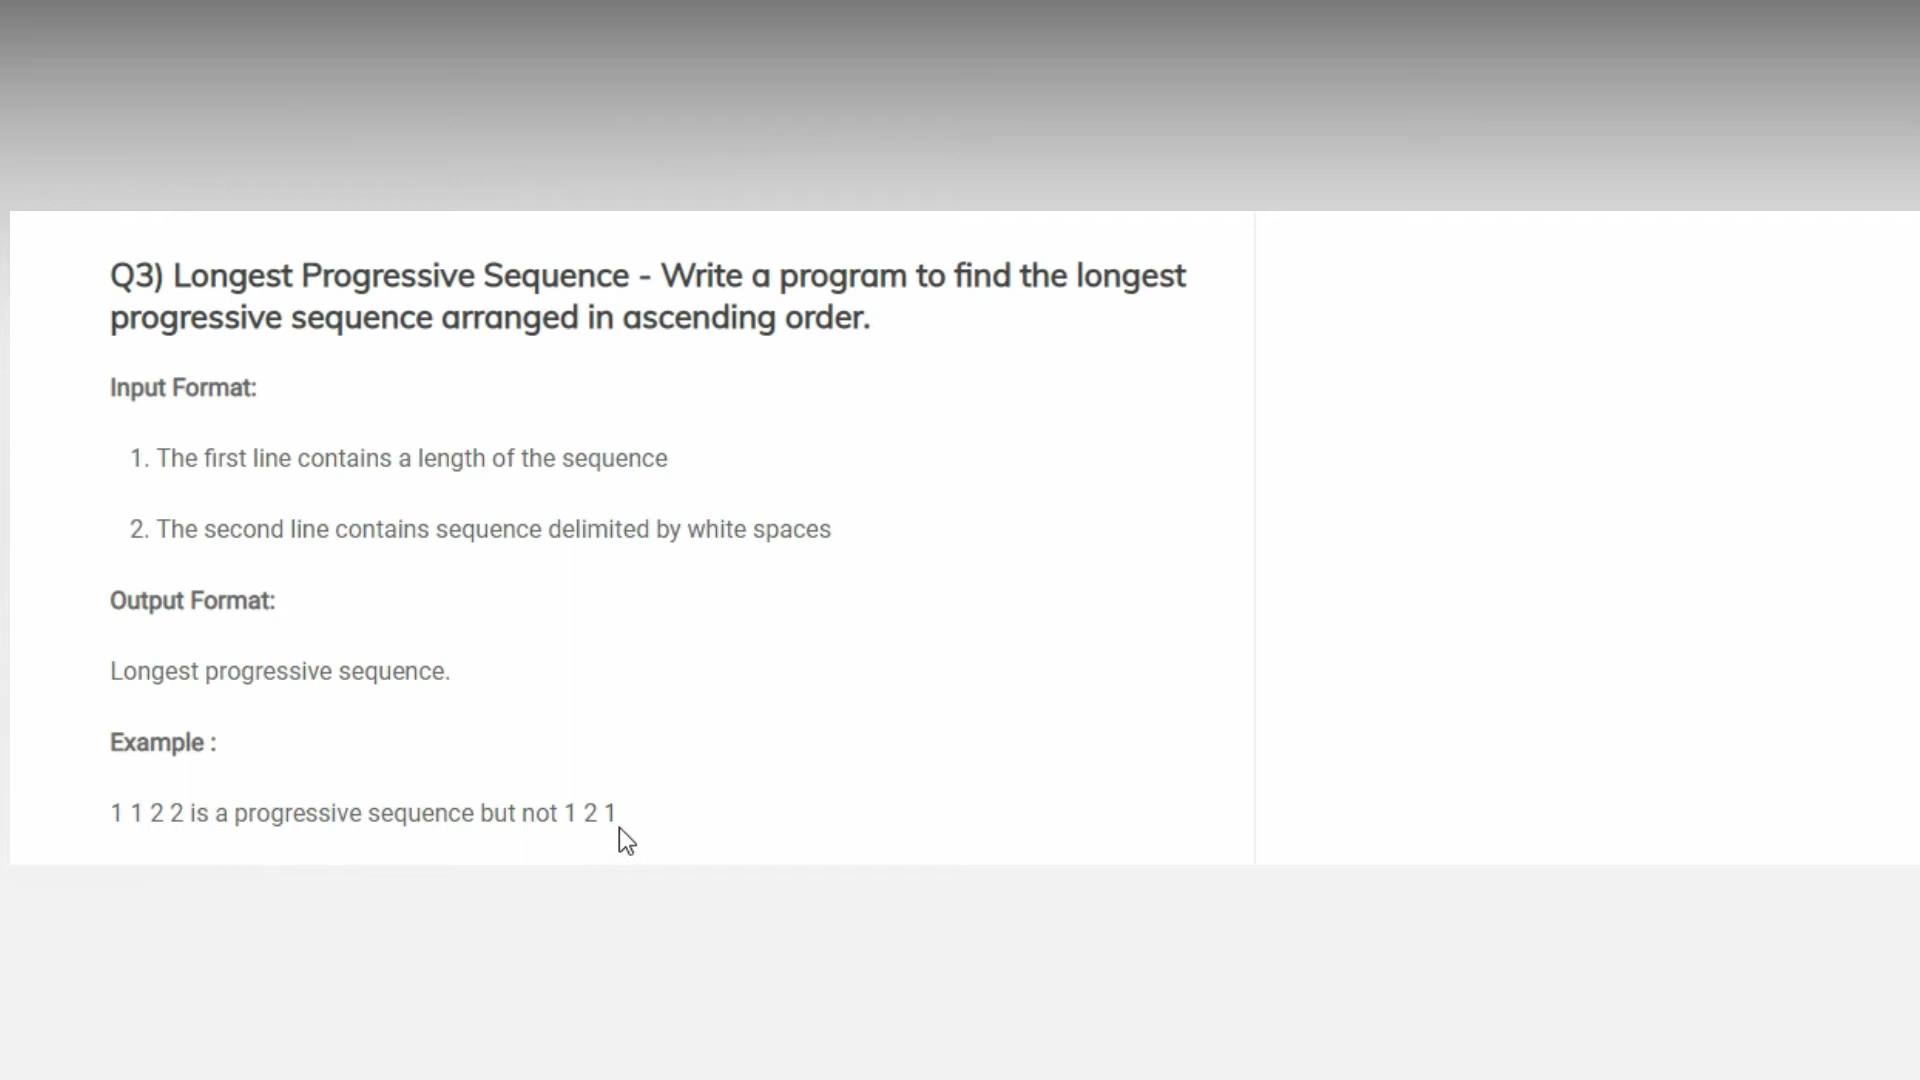 Q3) Longest Progressive Sequence - Write a program to find the longest
progressive sequence arranged in ascending order.
Input Format:
1. The first line contains a length of the sequence
2. The second line contains sequence delimited by white spaces
Output Format:
Longest progressive sequence.
Example :
1 1 2 2 is a progressive sequence but not 1 2 1